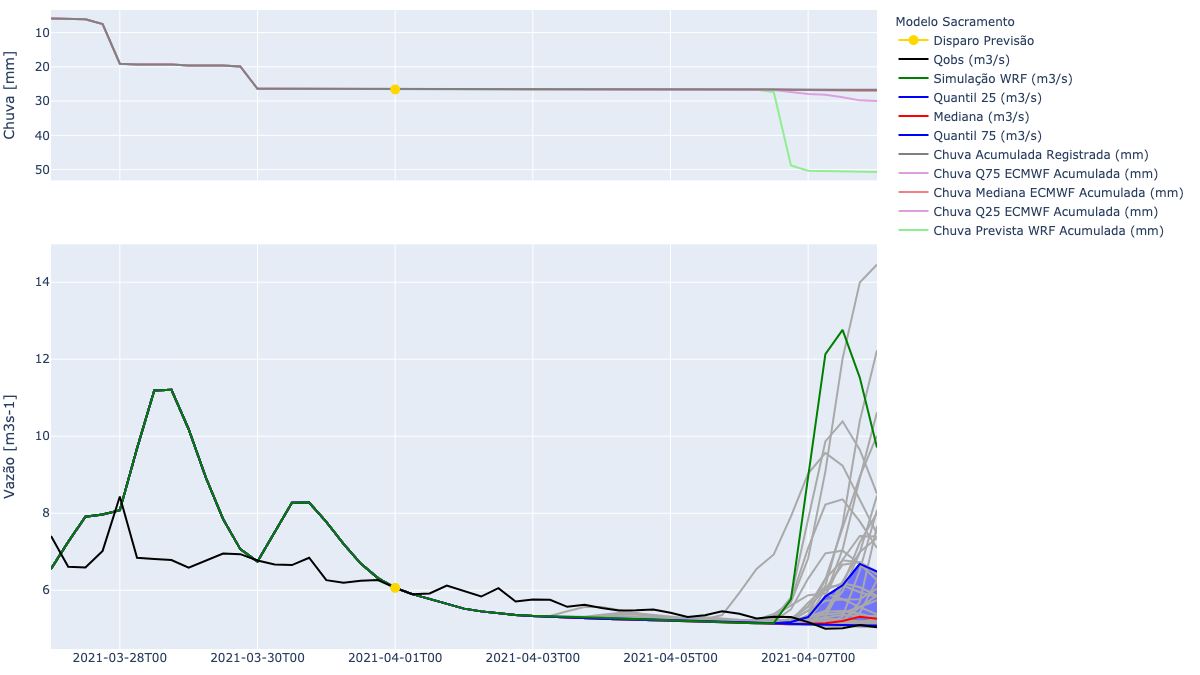 Chuva [mm]
10
20
30
40
50
Modelo Sacramento
Disparo Previsão
Qobs (m3/s)
Simulação WRF (m3/s)
Quantil 25 (m3/s)
Mediana (m3/s)
Quantil 75 (m3/s)
Chuva Acumulada Registrada (mm)
Chuva Q75 ECMWF Acumulada (mm)
Chuva Mediana ECMWF Acumulada (mm)
Chuva Q25 ECMWF Acumulada (mm)
Chuva Prevista WRF Acumulada (mm)
Vazão [m3s-1]
14
12
10
8
6
2021-03-28T00 2021-03-30T00 2021-04-01T00 2021-04-03T00 2021-04-05T00 2021-04-07T00